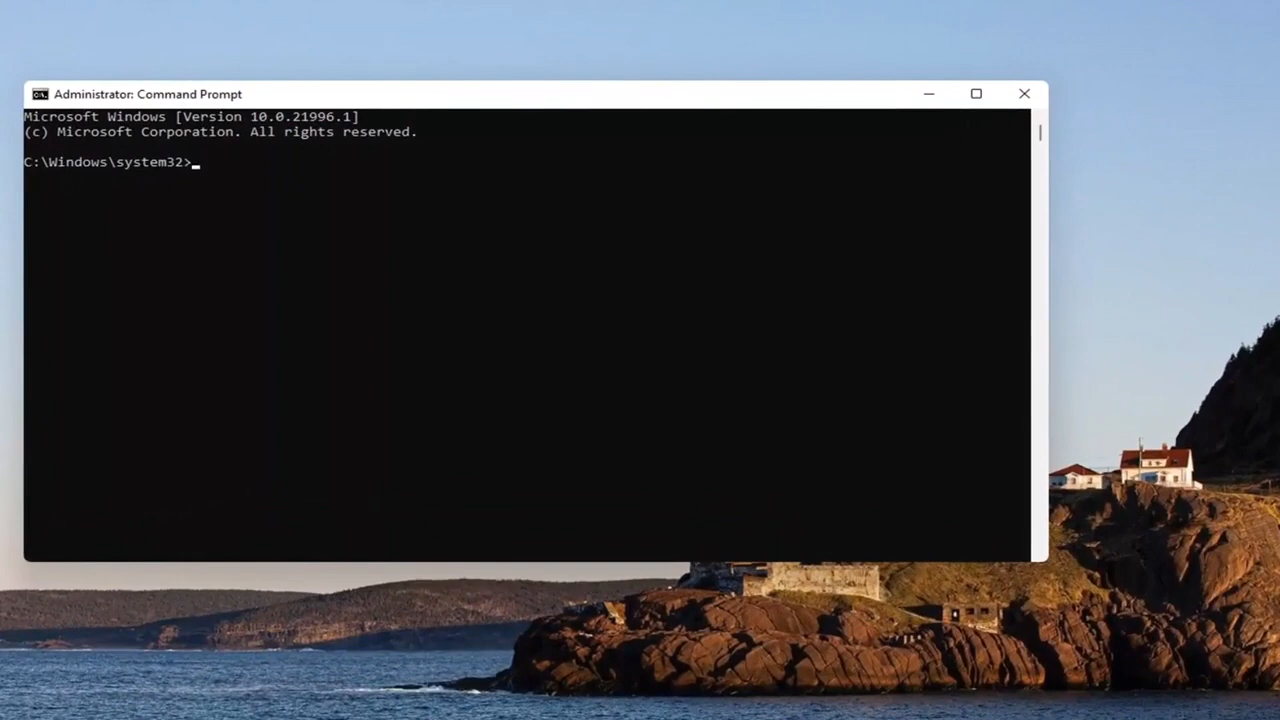 Administrator: Command Prompt
Microsoft Windows [Version 10.0.21996.1]
(c) Microsoft Corporation. All rights reserved.
C:\Windows\system32>